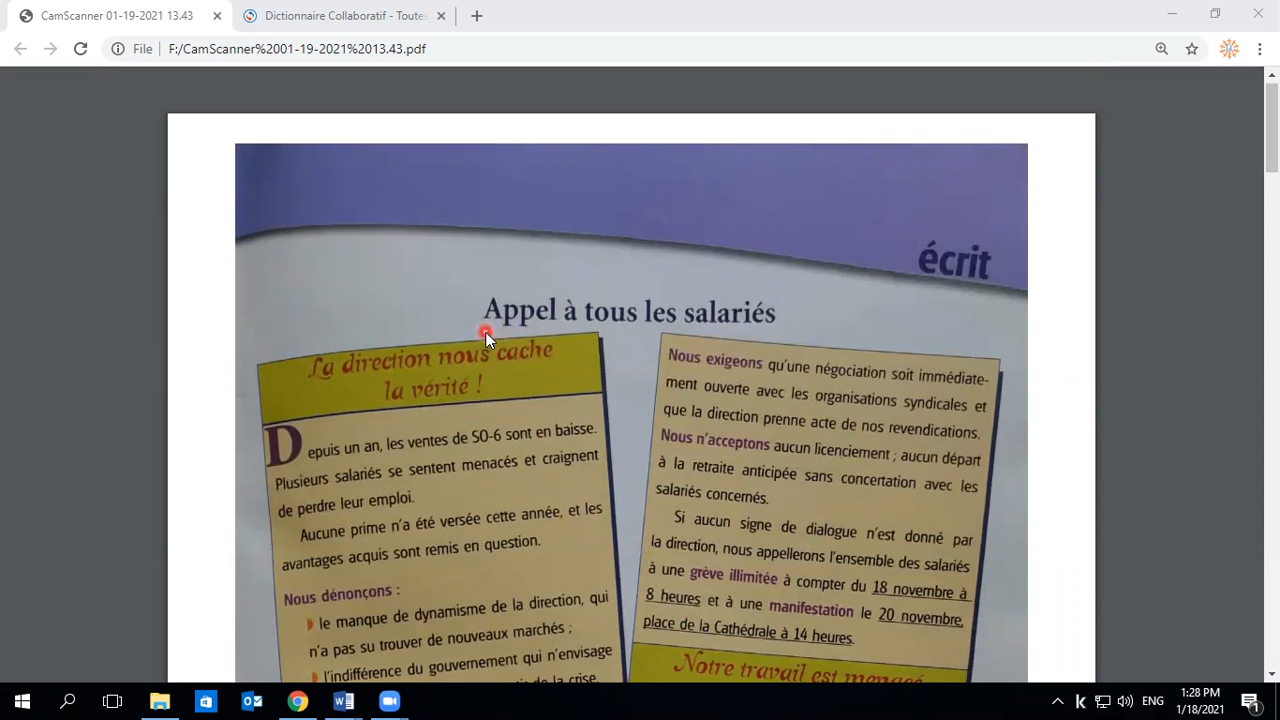 CamScanner 01-19-2021 13.43
Dictionnaire Collaboratif - Toutes
File
F:/CamScanner%2001-19-2021%2013.43.pdf
écrit
Appel à tous les salariés
La direction nous cache
la vérité !
Depuis un an, les ventes de SO-6 sont en baisse.
Plusieurs salariés se sentent menacés et craignent
de perdre leur emploi.
Aucune prime n'a été versée cette année, et les
avantages acquis sont remis en question.
Nous dénonçons :
le manque de dynamisme de la direction, qui
n'a pas su trouver de nouveaux marchés ;
l'indifférence du gouvernement qui n'envisage
de la crise.
Nous exigeons qu'une négociation soit immédiate-
ment ouverte avec les organisations syndicales et
que la direction prenne acte de nos revendications.
Nous n'acceptons aucun licenciement ; aucun départ
à la retraite anticipée sans concertation avec les
salariés concernés.
Si aucun signe de dialogue n'est donné par
la direction, nous appellerons l'ensemble des salariés
à une grève illimitée à compter du 18 novembre à
8 heures et à une manifestation le 20 novembre,
place de la Cathédrale à 14 heures.
Notre travail est menacé
ENG
1:28 PM
1/18/2021
1